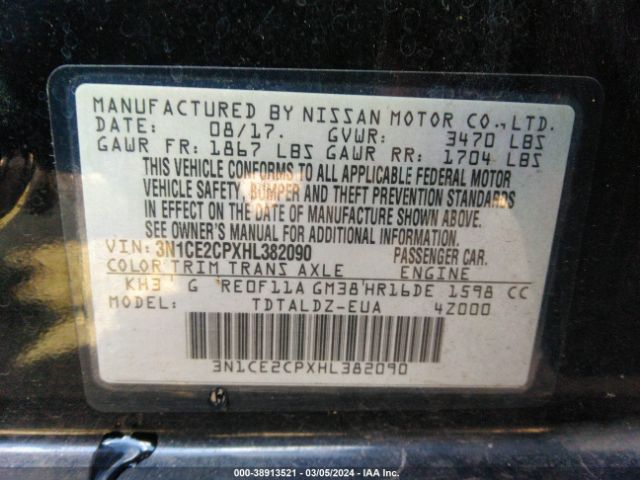 MANUFACTURED BY NISSAN MOTOR CO.,LTD.
DATE: 08/17. GVWR: 3470 LBS
GAWR FR: 1867 LBS GAWR RR: 1704 LBS
THIS VEHICLE CONFORMS TO ALL APPLICABLE FEDERAL MOTOR
VEHICLE SAFETY, BUMPER AND THEFT PREVENTION STANDARDS
IN EFFECT ON THE DATE OF MANUFACTURE SHOWN ABOVE.
SEE OWNER'S MANUAL FOR ADDITIONAL INFORMATION.
VIN: 3N1CE2CPXHL382090 PASSENGER CAR.
COLOR TRIM TRANS AXLE ENGINE
KH3 G RE0F11A GM38 HR16DE 1598 CC
MODEL: TDTALDZ-EUA 4Z000
3N1CE2CPXHL382090
000-38913521 — 03/05/2024 — IAA Inc.